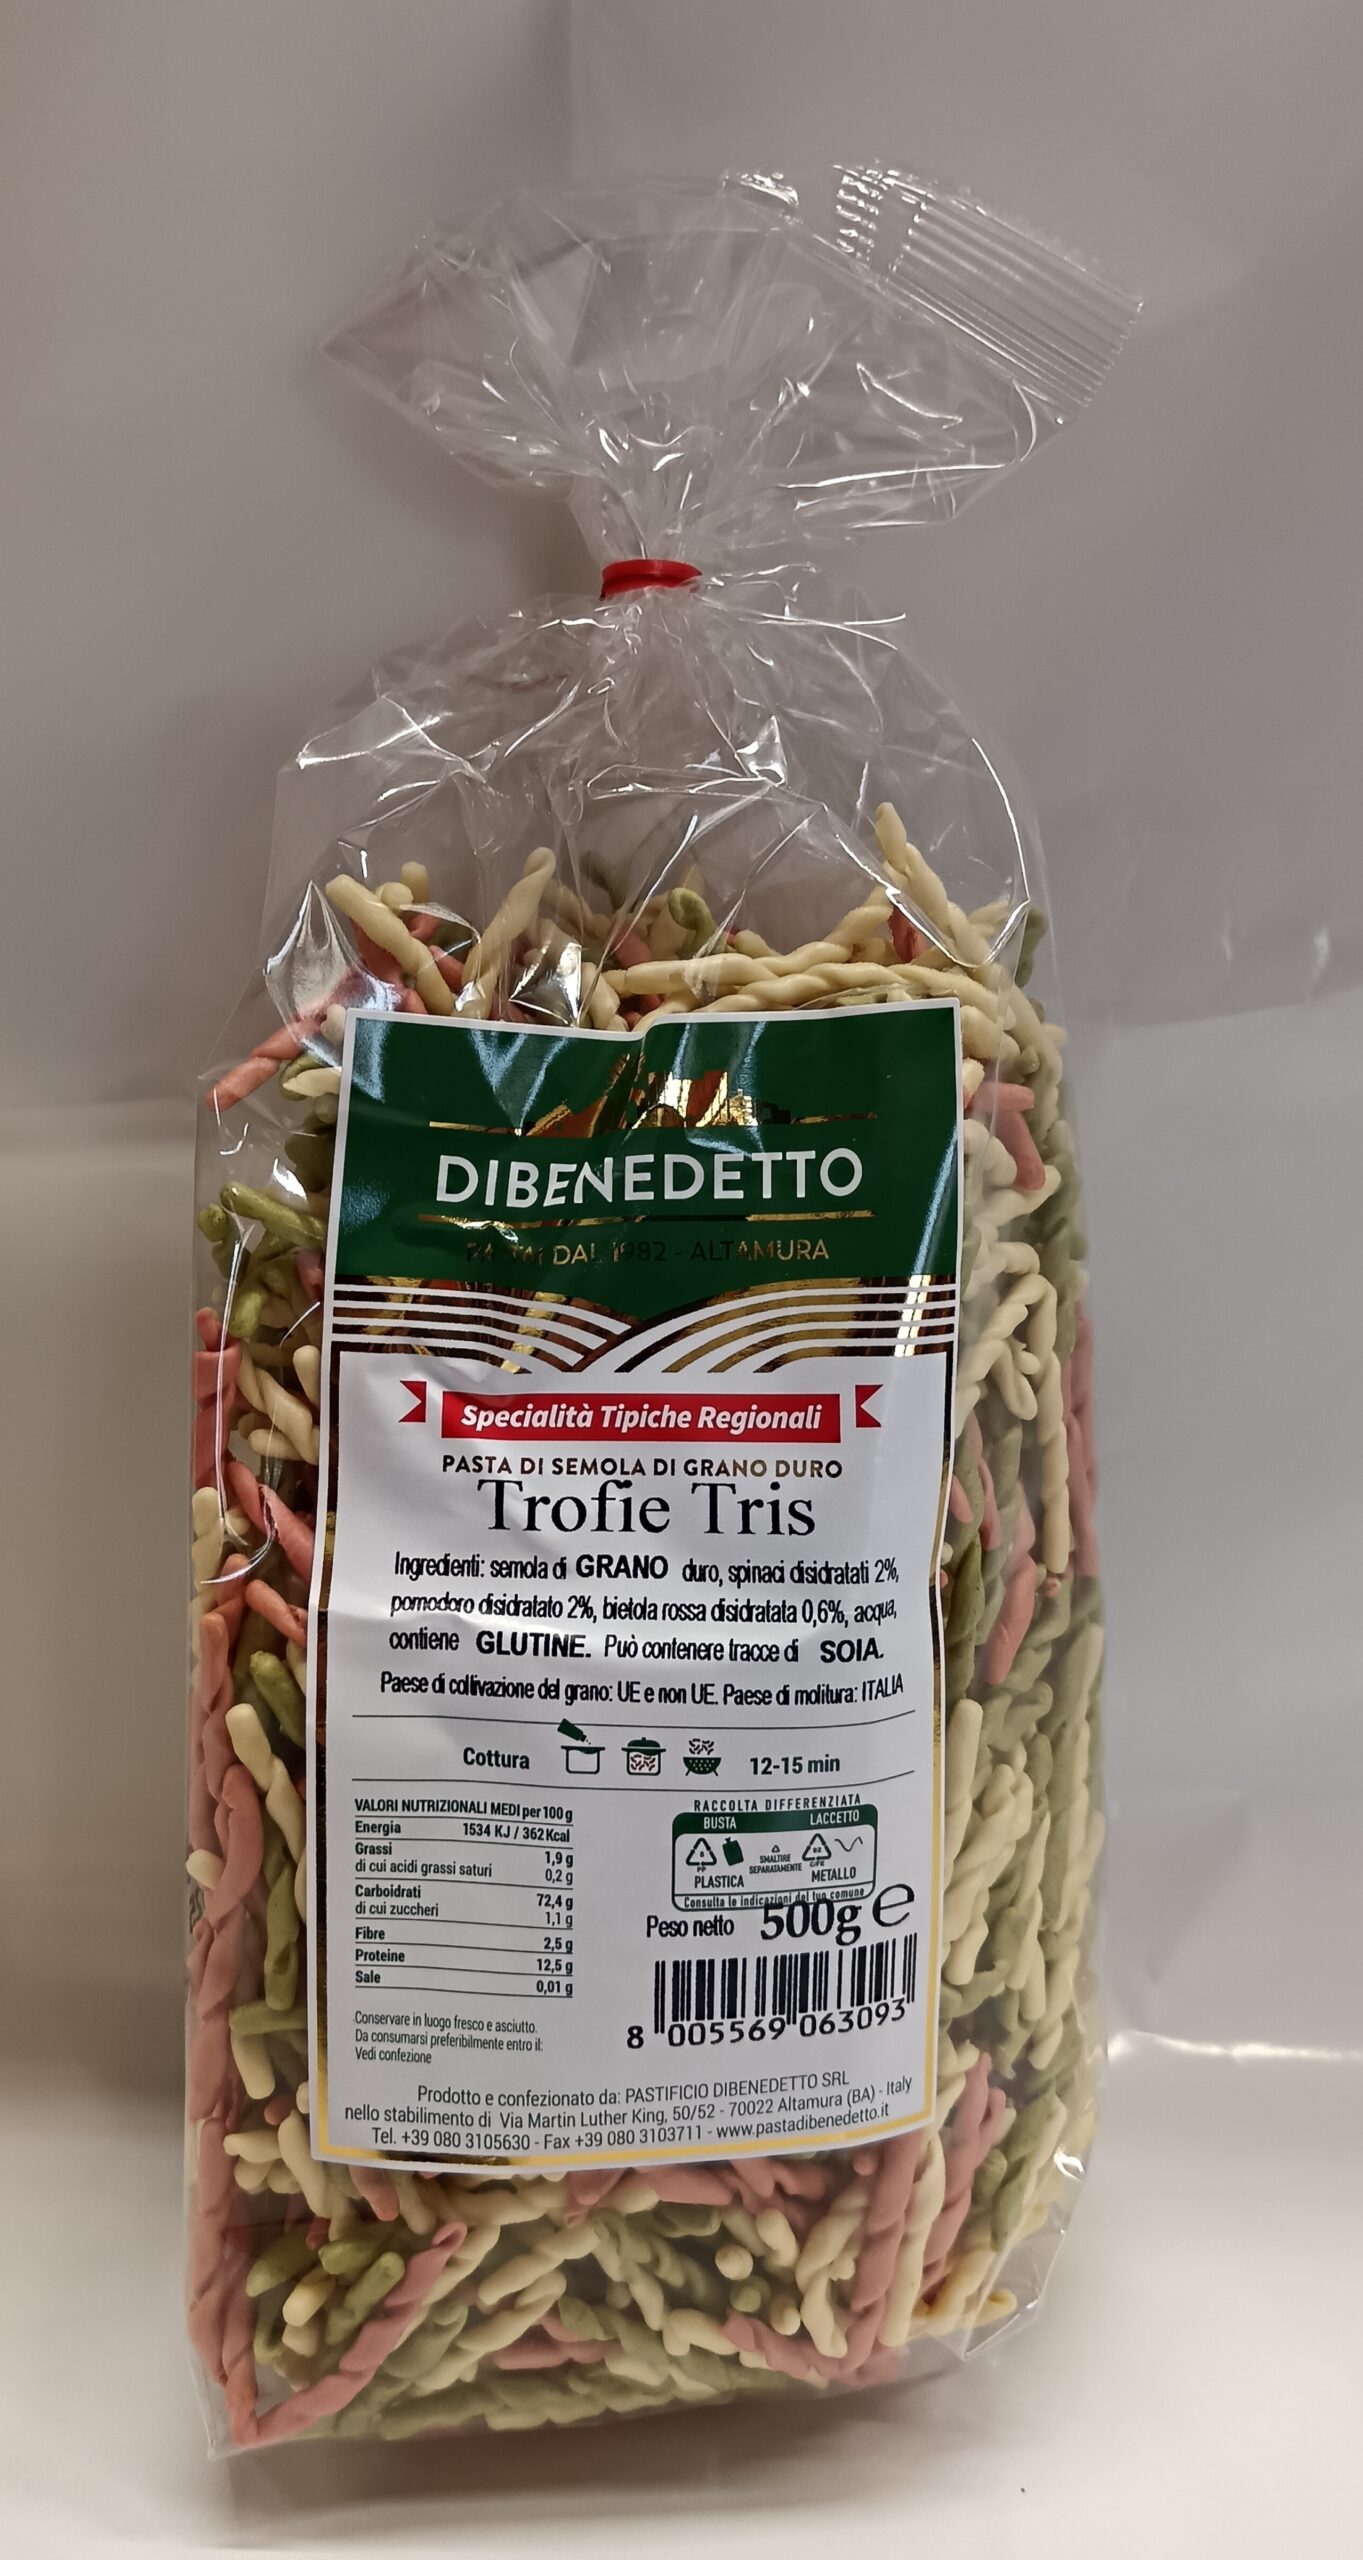 DIBENEDETTO
PASTAI DAL 1982 - ALTAMURA
Specialità Tipiche Regionali
PASTA DI SEMOLA DI GRANO DURO
Trofie Tris
Ingredienti: semola di GRANO duro, spinaci disidratati 2%,
pomodoro disidratato 2%, bietola rossa disidratata 0,6%, acqua,
contiene GLUTINE. Può contenere tracce di SOIA.
Paese di coltivazione del grano: UE e non UE. Paese di molitura: ITALIA
Cottura 12-15 min
VALORI NUTRIZIONALI MEDI per 100 g
Energia 1534 KJ / 362 Kcal
Grassi 1,9 g
di cui acidi grassi saturi 0,2 g
Carboidrati 72,4 g
di cui zuccheri 1,1 g
Fibre 2,5 g
Proteine 12,5 g
Sale 0,01 g
Conservare in luogo fresco e asciutto.
Da consumarsi preferibilmente entro il:
Vedi confezione
RACCOLTA DIFFERENZIATA
BUSTA LACCETTO
PP
SMALTIRE
SEPARATAMENTE
C/FE
PLASTICA METALLO
Consulta le indicazioni del tuo comune
Peso netto 500g e
8 005569 063093
Prodotto e confezionato da: PASTIFICIO DIBENEDETTO SRL
nello stabilimento di Via Martin Luther King, 50/52 - 70022 Altamura (BA) - Italy
Tel. +39 080 3105630 - Fax +39 080 3103711 - www.pastadibenedetto.it